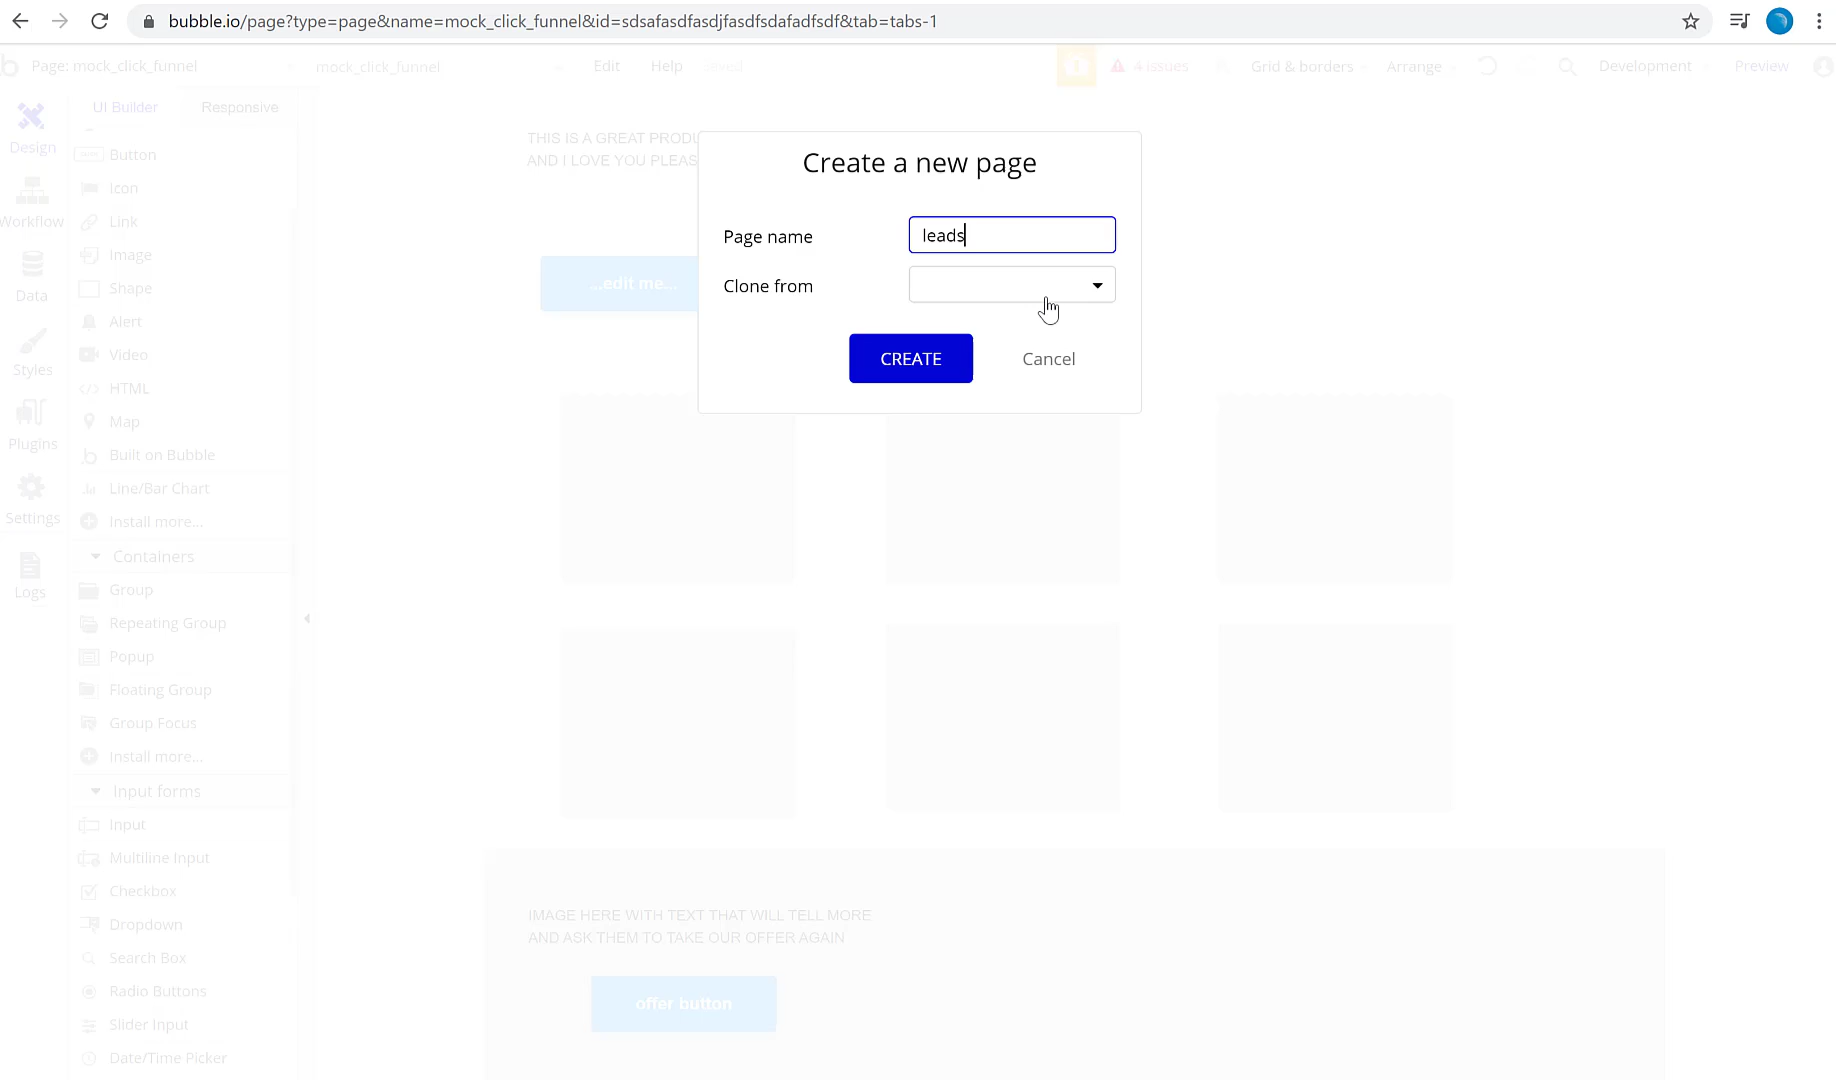 bubble.io/page?type=page&name=mock_click_funnel&id=sdsafasdfasdjfasdfsdafadfsdf&tab=tabs-1
Page: mock_click_funnel
mock_click_funnel
Edit
Help
Saved
4 issues
Grid & borders
Arrange
Development
Preview
UI Builder
Responsive
Design
Workflow
Data
Styles
Plugins
Settings
Logs
Button
Icon
Link
Image
Shape
Alert
Video
HTML
Map
Built on Bubble
Line/Bar Chart
Install more...
Containers
Group
Repeating Group
Popup
Floating Group
Group Focus
Install more...
Input forms
Input
Multiline Input
Checkbox
Dropdown
Search Box
Radio Buttons
Slider Input
Date/Time Picker
THIS IS A GREAT PRODU
AND I LOVE YOU PLEAS
...edit me...
Create a new page
Page name
leads
Clone from
CREATE
Cancel
IMAGE HERE WITH TEXT THAT WILL TELL MORE
AND ASK THEM TO TAKE OUR OFFER AGAIN
offer button